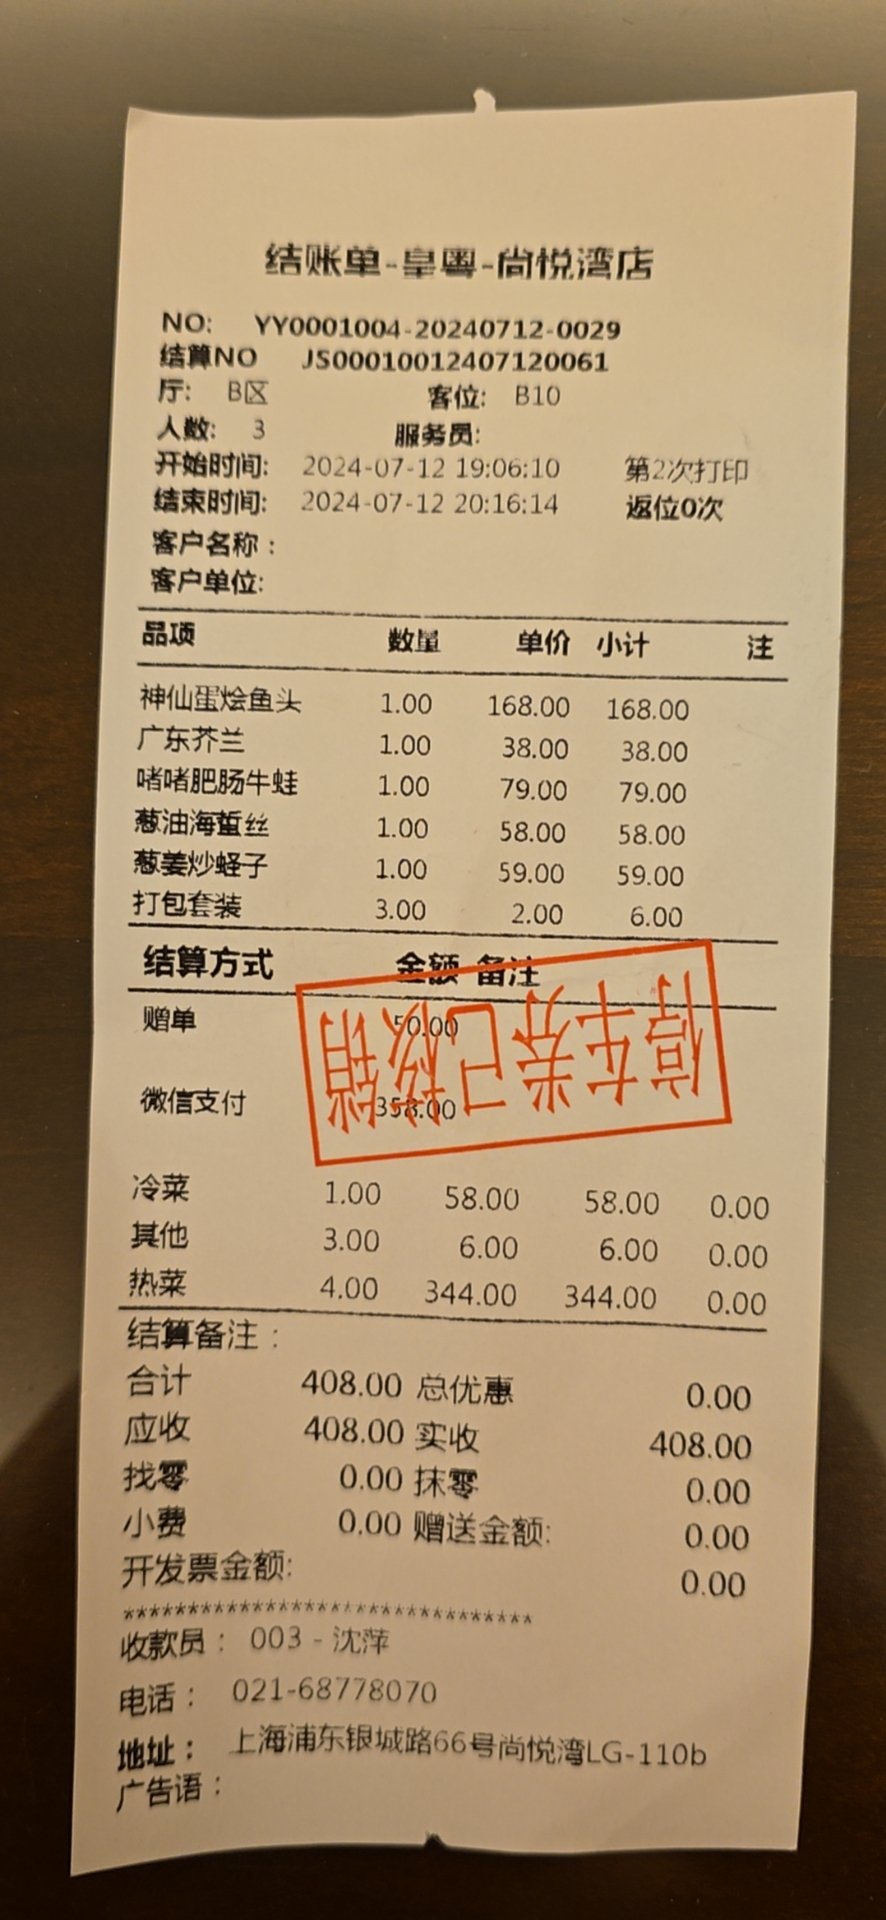 结账单-皇粤-尚悦湾店
NO: YY0001004-20240712-0029
结算NO JS00010012407120061
厅: B区 客位: B10
人数: 3 服务员:
开始时间: 2024-07-12 19:06:10 第2次打印
结束时间: 2024-07-12 20:16:14 返位0次
客户名称：
客户单位:
品项 数量 单价 小计 注
神仙蛋烩鱼头 1.00 168.00 168.00
广东芥兰 1.00 38.00 38.00
啫啫肥肠牛蛙 1.00 79.00 79.00
葱油海蜇丝 1.00 58.00 58.00
葱姜炒蛏子 1.00 59.00 59.00
打包套装 3.00 2.00 6.00
结算方式 金额 备注
赠单 50.00
微信支付 358.00
停车券已核销
冷菜 1.00 58.00 58.00 0.00
其他 3.00 6.00 6.00 0.00
热菜 4.00 344.00 344.00 0.00
结算备注：
合计 408.00 总优惠 0.00
应收 408.00 实收 408.00
找零 0.00 抹零 0.00
小费 0.00 赠送金额: 0.00
开发票金额: 0.00
********************************
收款员： 003 - 沈萍
电话： 021-68778070
地址： 上海浦东银城路66号尚悦湾LG-110b
广告语：